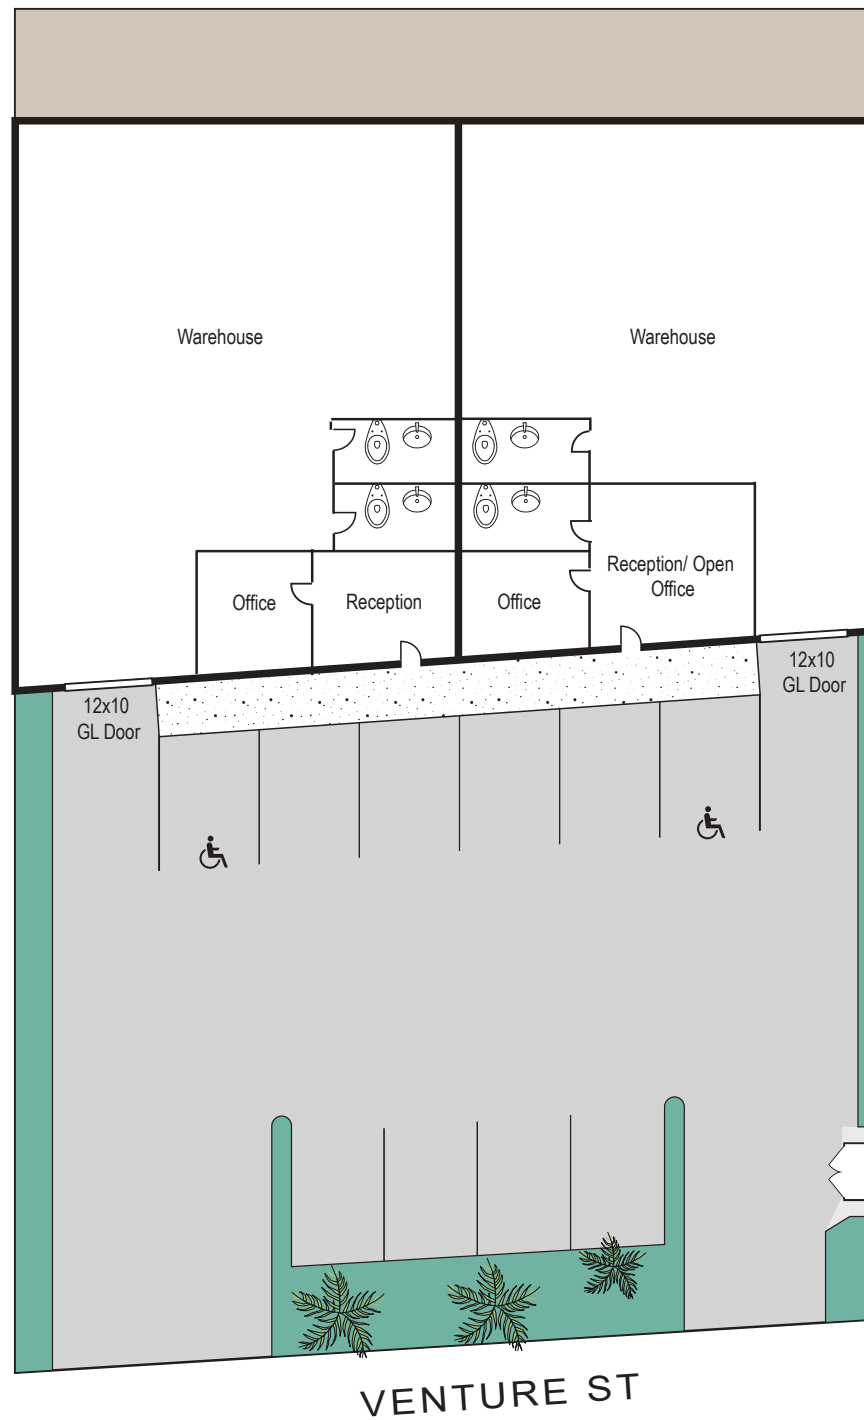 Warehouse
Warehouse
Office
Reception
Office
Reception/ Open
Office
12x10
GL Door
12x10
GL Door
VENTURE ST